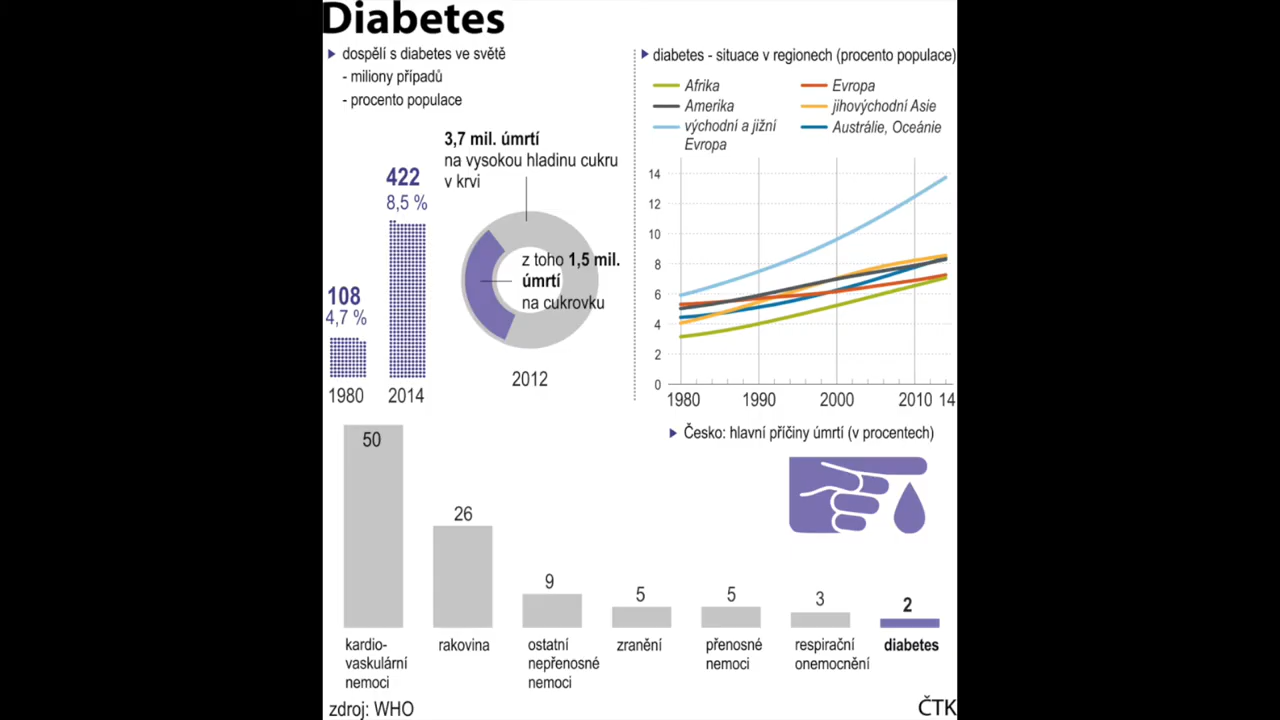 Diabetes
dospělí s diabetes ve světě
- miliony případů
- procento populace
108
4,7 %
1980
422
8,5 %
2014
3,7 mil. úmrtí
na vysokou hladinu cukru
v krvi
z toho 1,5 mil.
úmrtí
na cukrovku
2012
diabetes - situace v regionech (procento populace)
Afrika
Amerika
východní a jižní
Evropa
Evropa
jihovýchodní Asie
Austrálie, Oceánie
14
12
10
8
6
4
2
0
1980 1990 2000 2010 14
Česko: hlavní příčiny úmrtí (v procentech)
50
26
9
5
5
3
2
kardio-
vaskulární
nemoci
rakovina
ostatní
nepřenosné
nemoci
zranění
přenosné
nemoci
respirační
onemocnění
diabetes
zdroj: WHO
ČTK